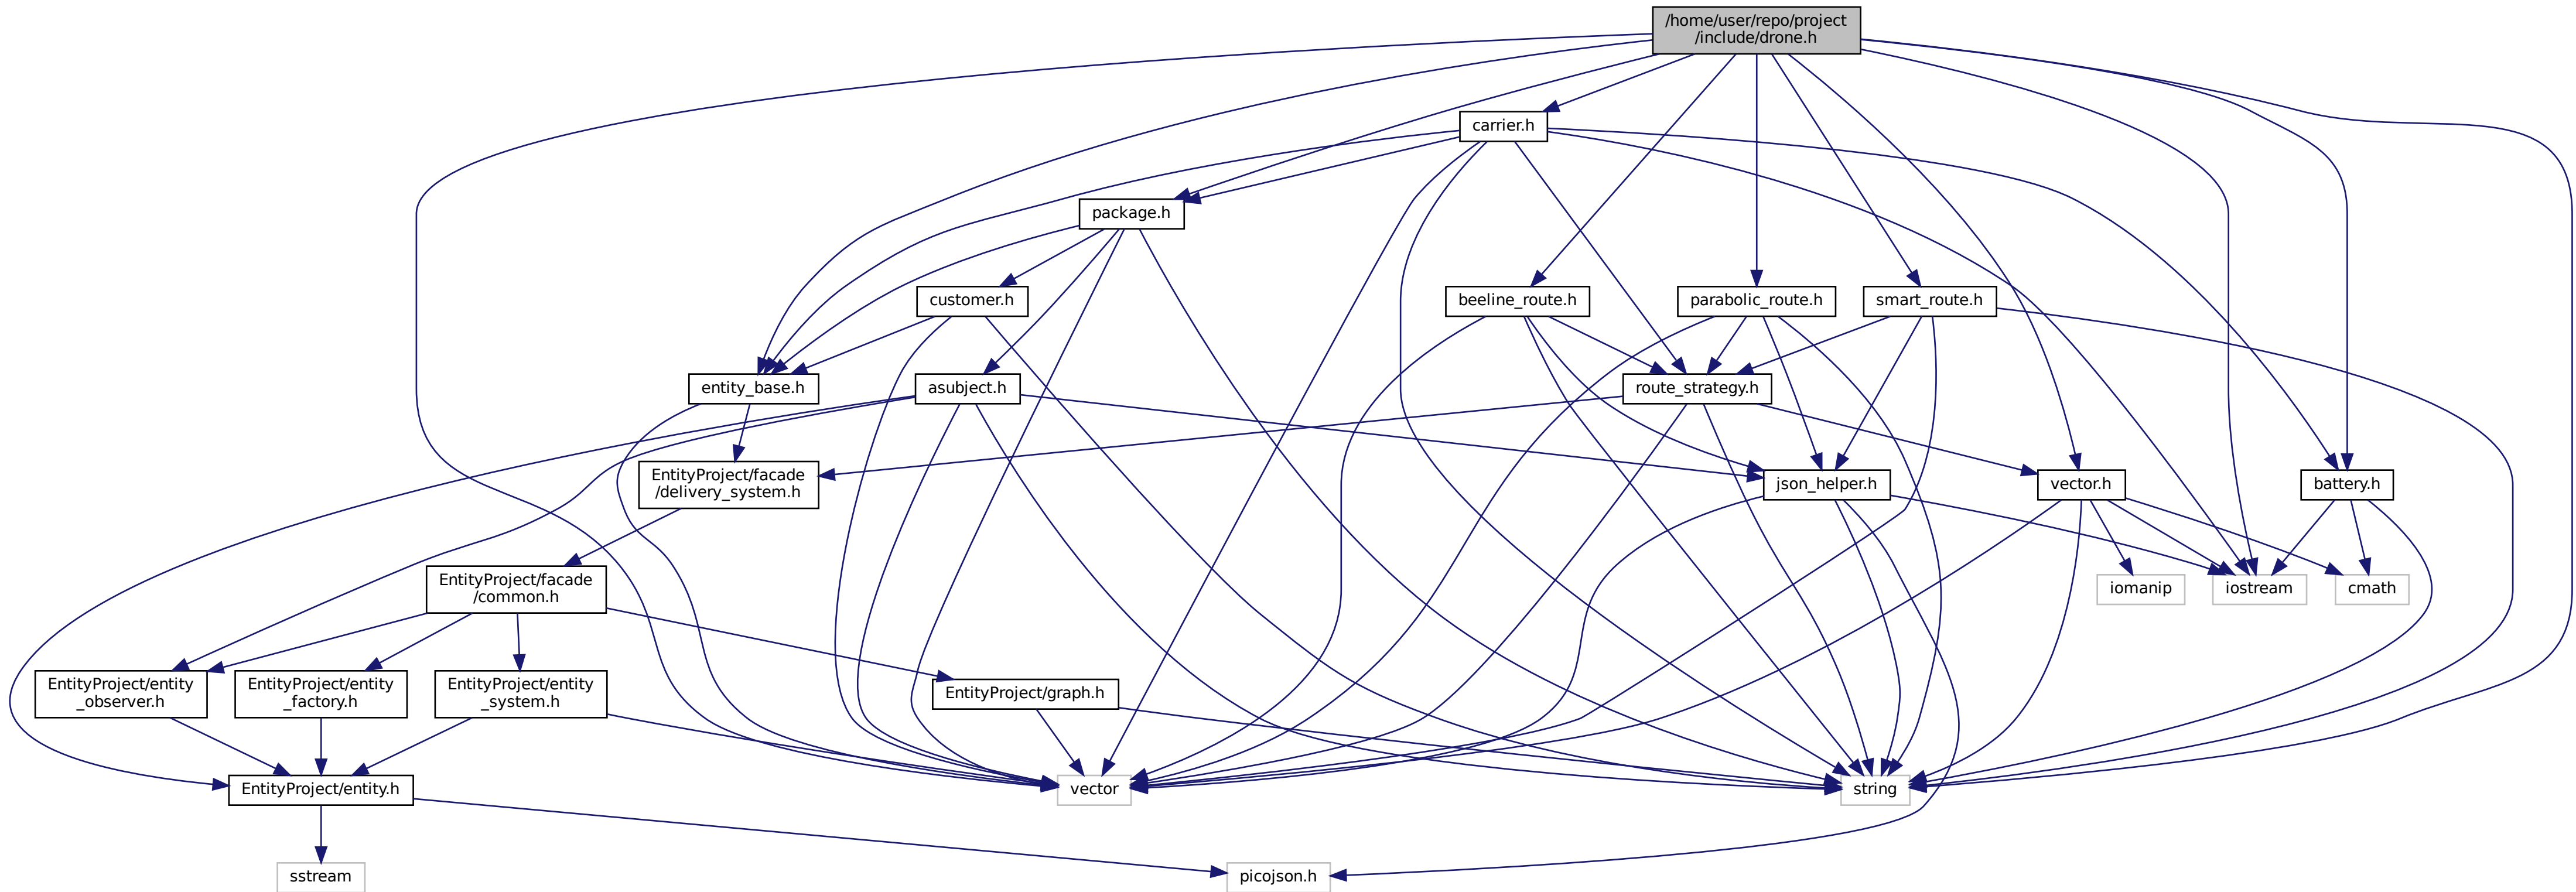 /home/user/repo/project
/include/drone.h
carrier.h
package.h
customer.h
beeline_route.h
parabolic_route.h
smart_route.h
entity_base.h
asubject.h
route_strategy.h
EntityProject/facade
/delivery_system.h
json_helper.h
vector.h
battery.h
EntityProject/facade
/common.h
iomanip
iostream
cmath
EntityProject/entity
_observer.h
EntityProject/entity
_factory.h
EntityProject/entity
_system.h
EntityProject/graph.h
EntityProject/entity.h
vector
string
sstream
picojson.h